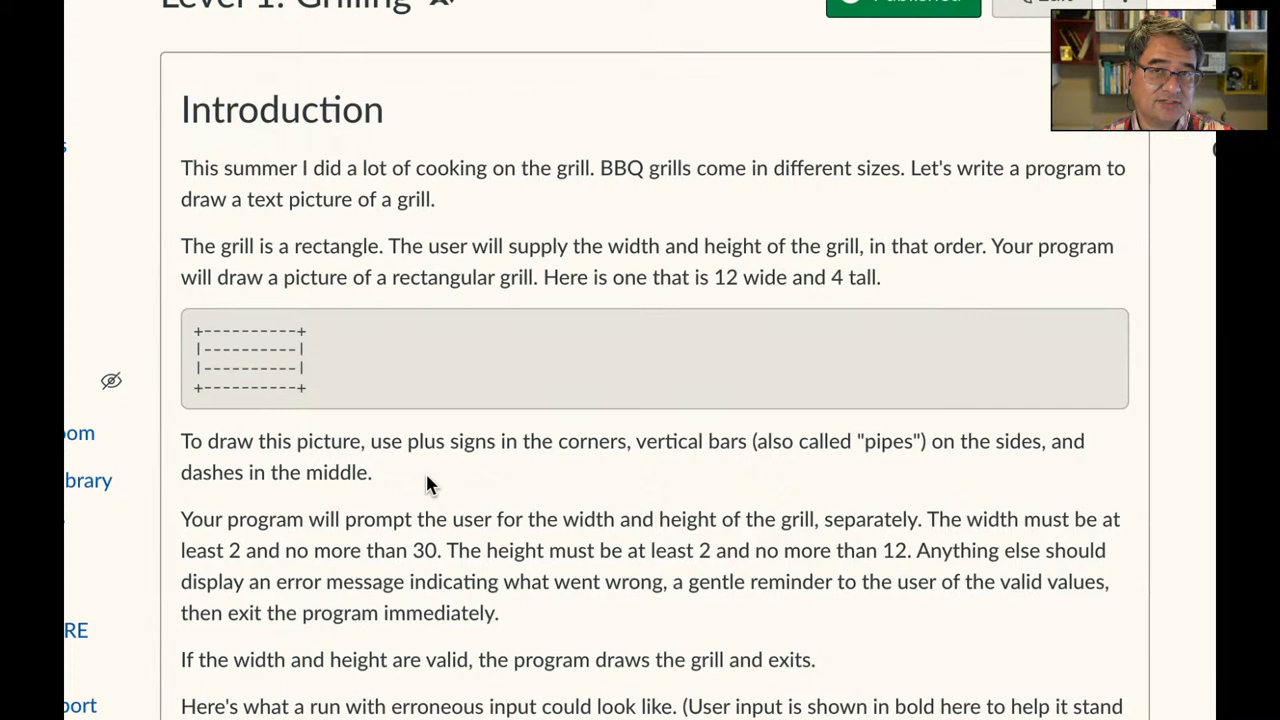 Level 1: Grilling
Published
Edit
Introduction
This summer I did a lot of cooking on the grill. BBQ grills come in different sizes. Let's write a program to
draw a text picture of a grill.
The grill is a rectangle. The user will supply the width and height of the grill, in that order. Your program
will draw a picture of a rectangular grill. Here is one that is 12 wide and 4 tall.
+----------+
|----------|
|----------|
+----------+
To draw this picture, use plus signs in the corners, vertical bars (also called "pipes") on the sides, and
dashes in the middle.
oom
brary
Your program will prompt the user for the width and height of the grill, separately. The width must be at
least 2 and no more than 30. The height must be at least 2 and no more than 12. Anything else should
display an error message indicating what went wrong, a gentle reminder to the user of the valid values,
then exit the program immediately.
RE
If the width and height are valid, the program draws the grill and exits.
port
Here's what a run with erroneous input could look like. (User input is shown in bold here to help it stand